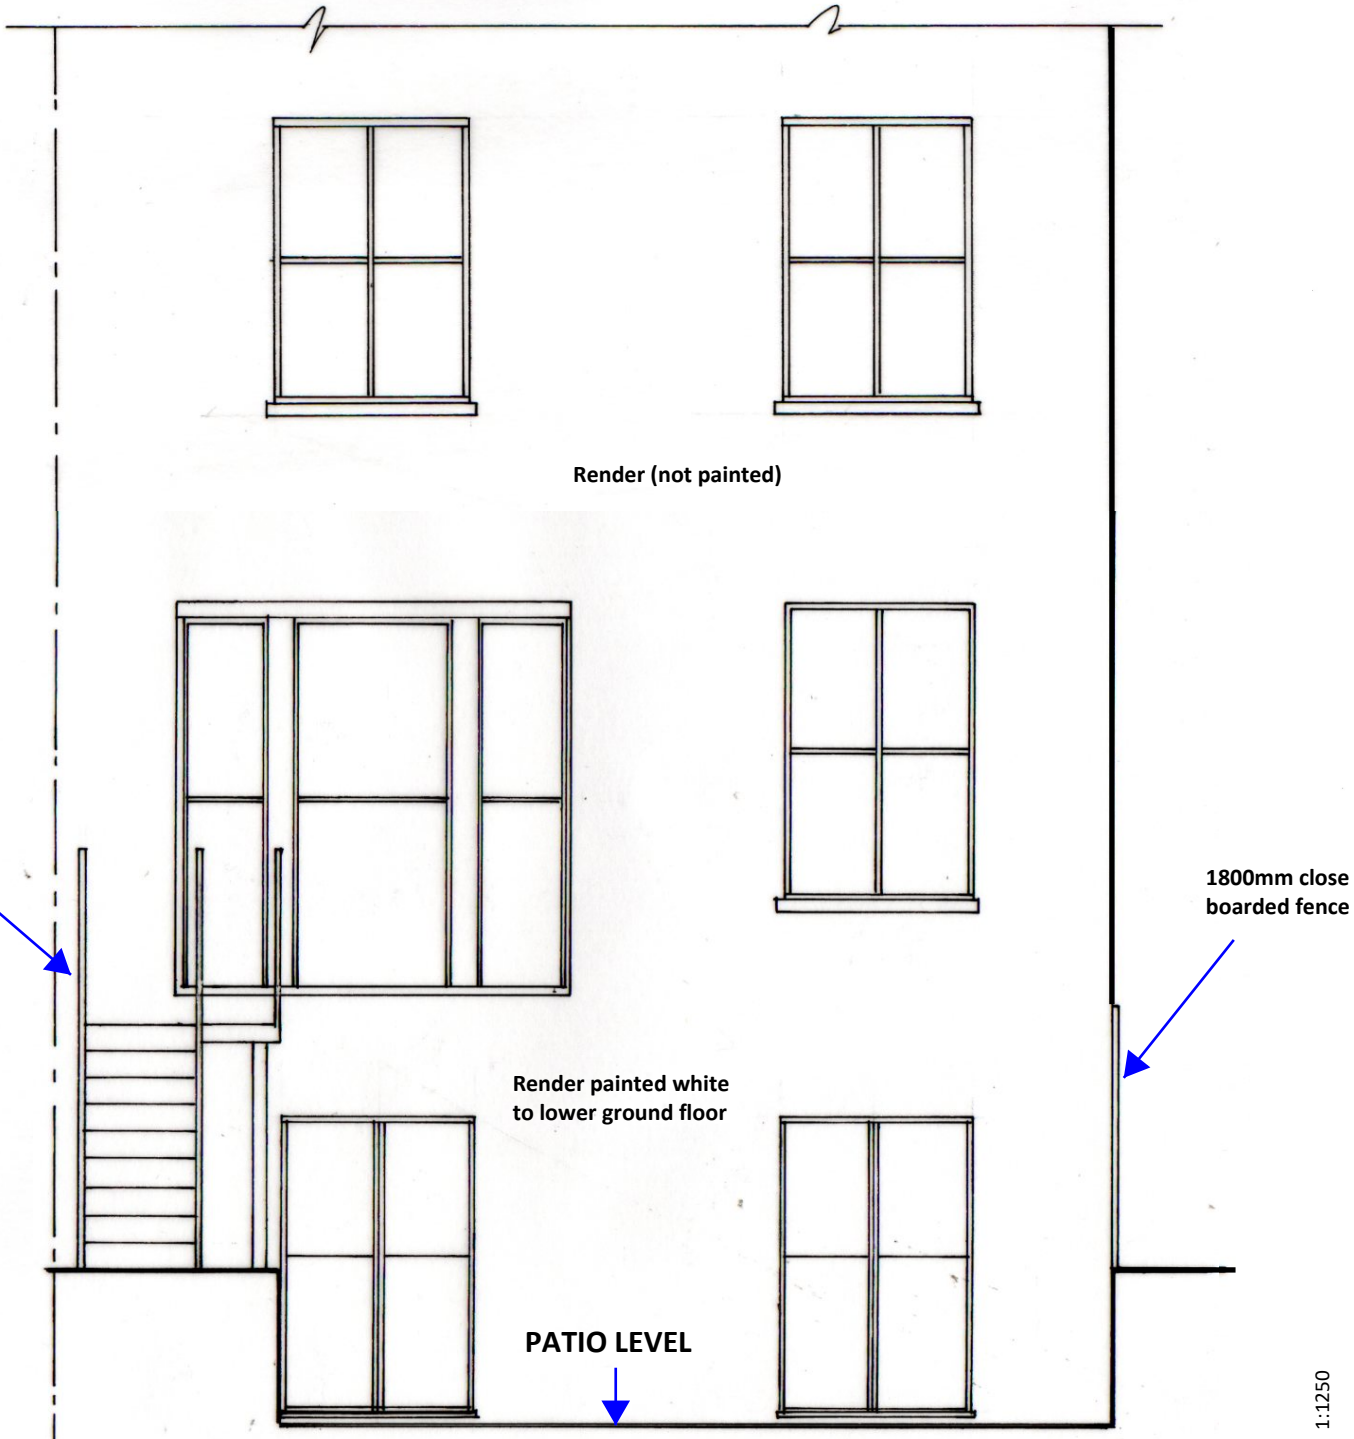 Render (not painted)
1800mm close
boarded fence
Render painted white
to lower ground floor
PATIO LEVEL
1:1250